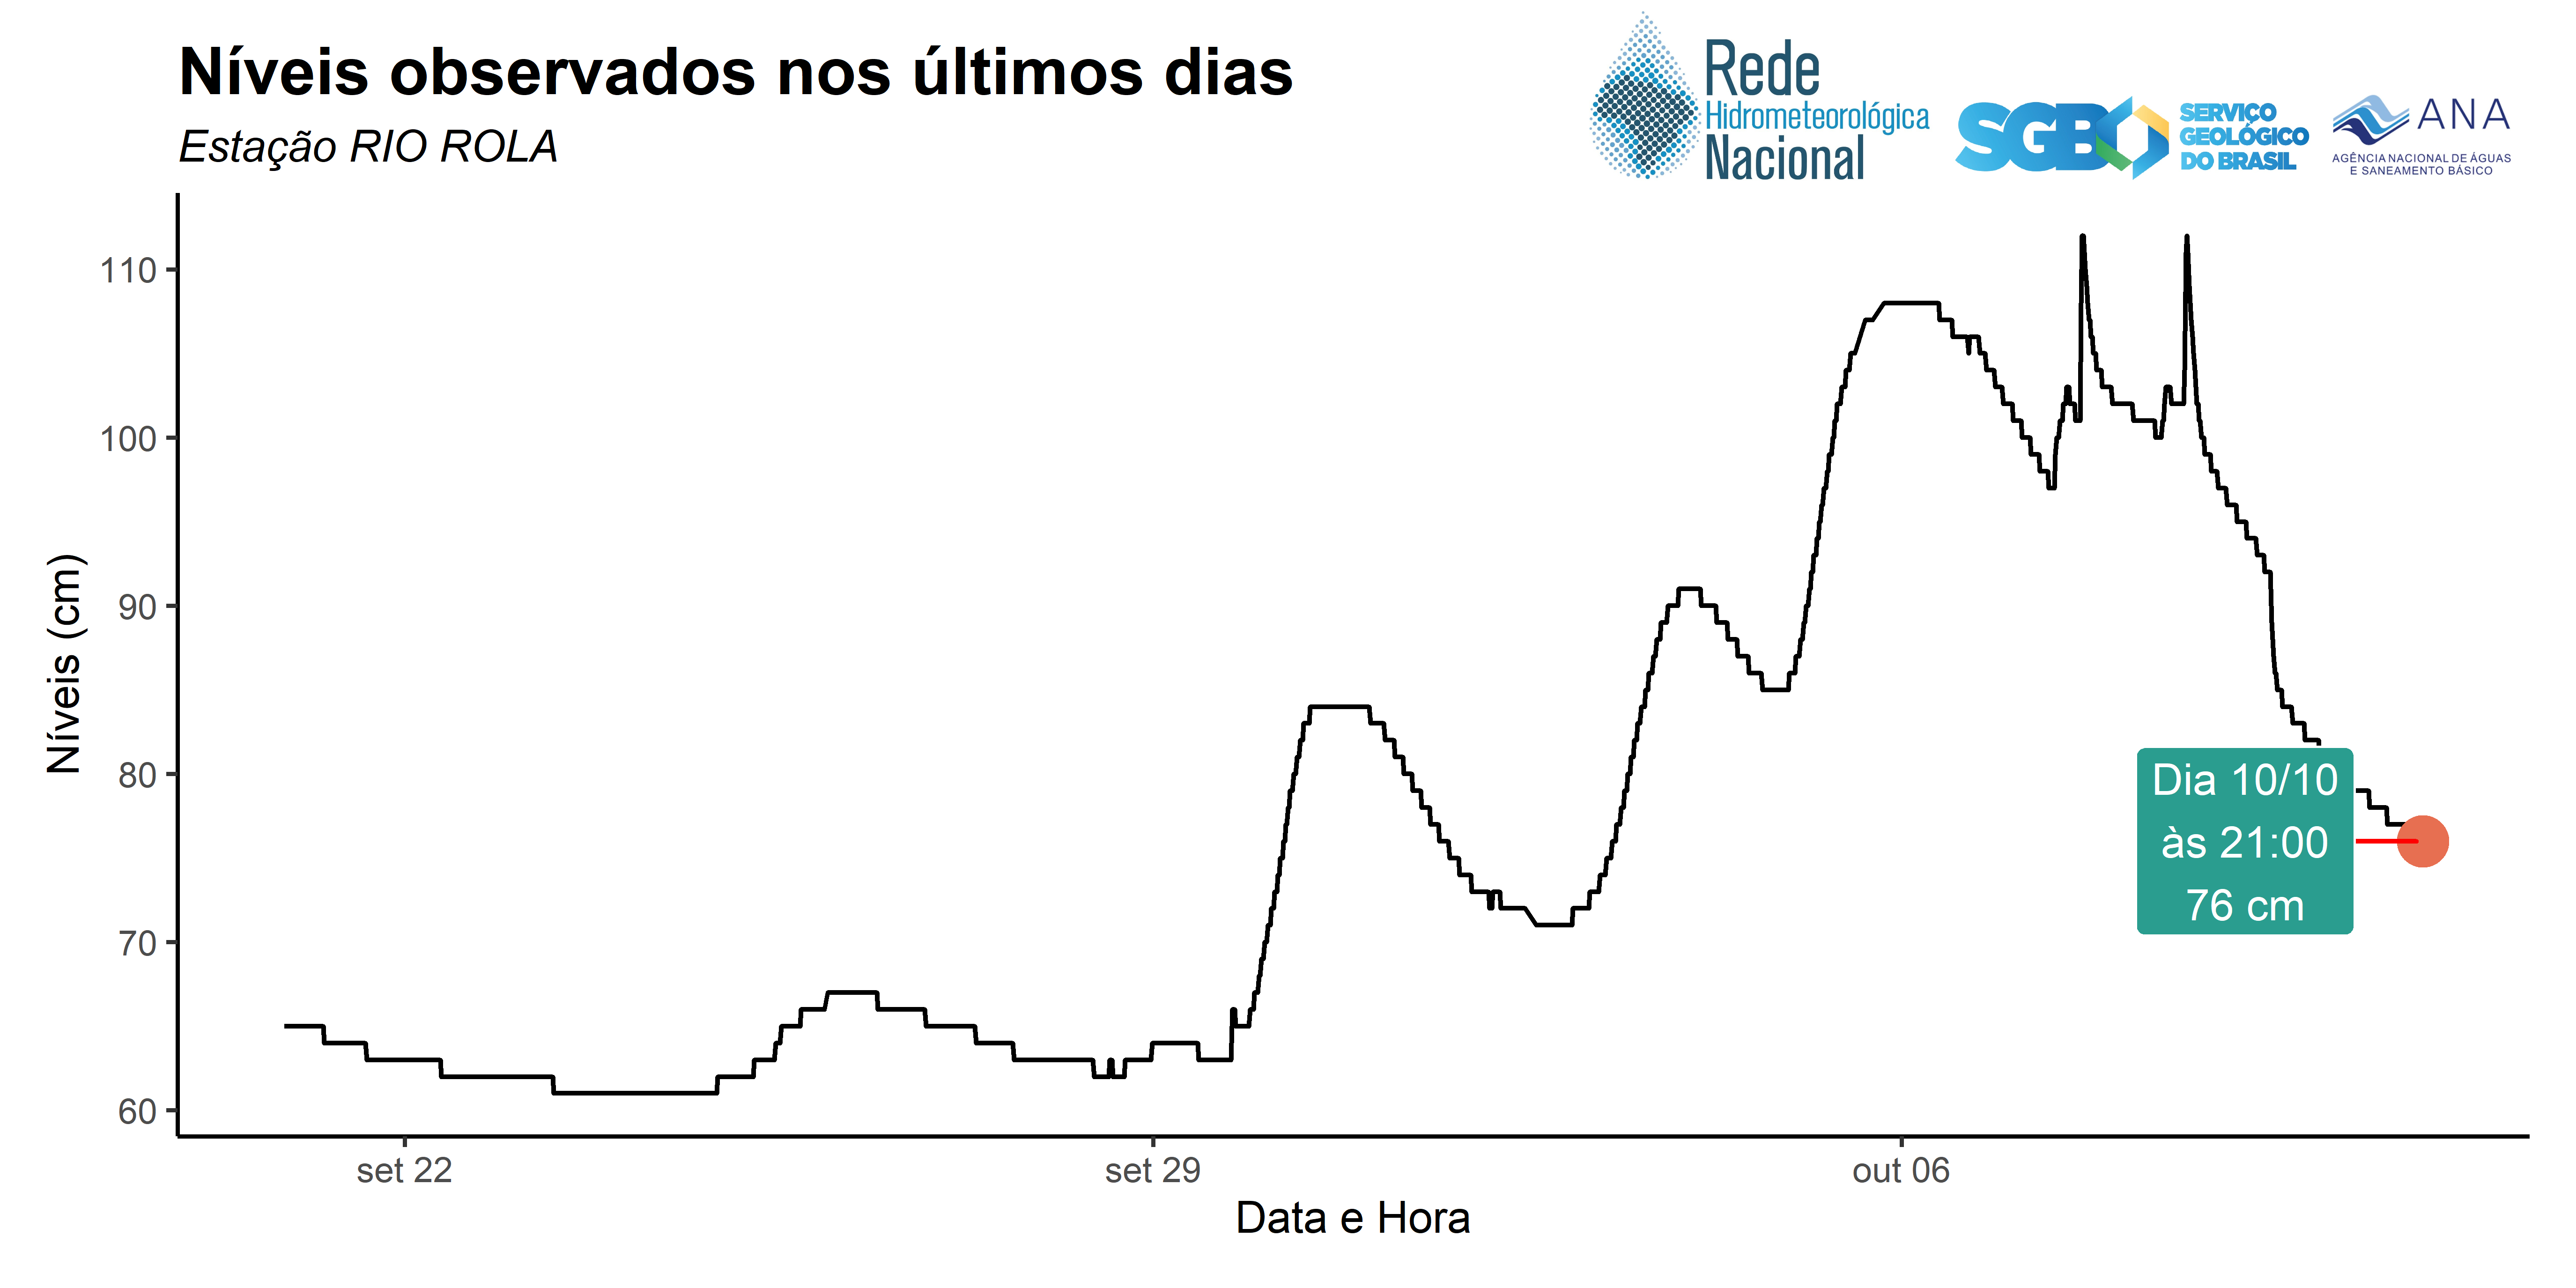 Níveis observados nos últimos dias
Estação RIO ROLA
Rede
Hidrometeorológica
Nacional
SGB
SERVIÇO
GEOLÓGICO
DO BRASIL
ANA
AGÊNCIA NACIONAL DE ÁGUAS
E SANEAMENTO BÁSICO
Níveis (cm)
110
100
90
80
70
60
Dia 10/10
às 21:00
76 cm
set 22
set 29
out 06
Data e Hora